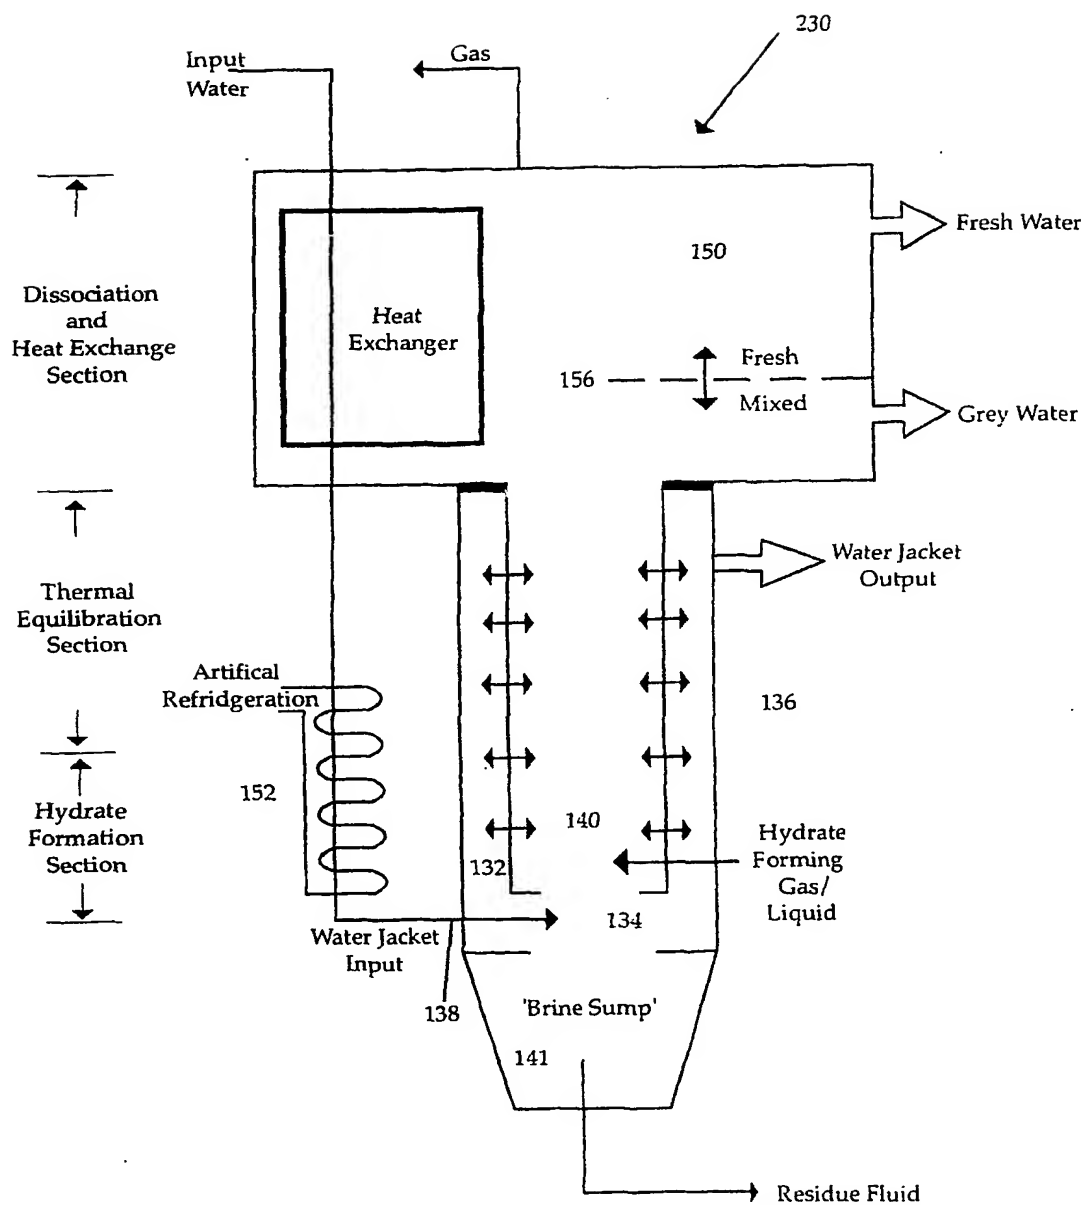 230
Input
Water
Gas
Fresh Water
150
Dissociation
and
Heat Exchange
Section
Heat
Exchanger
156
Fresh
Mixed
Grey Water
Water Jacket
Output
Thermal
Equilibration
Section
Artifical
Refridgeration
136
152
Hydrate
Formation
Section
140
132
Hydrate
Forming
Gas/
Liquid
134
Water Jacket
Input
138
'Brine Sump'
141
Residue Fluid